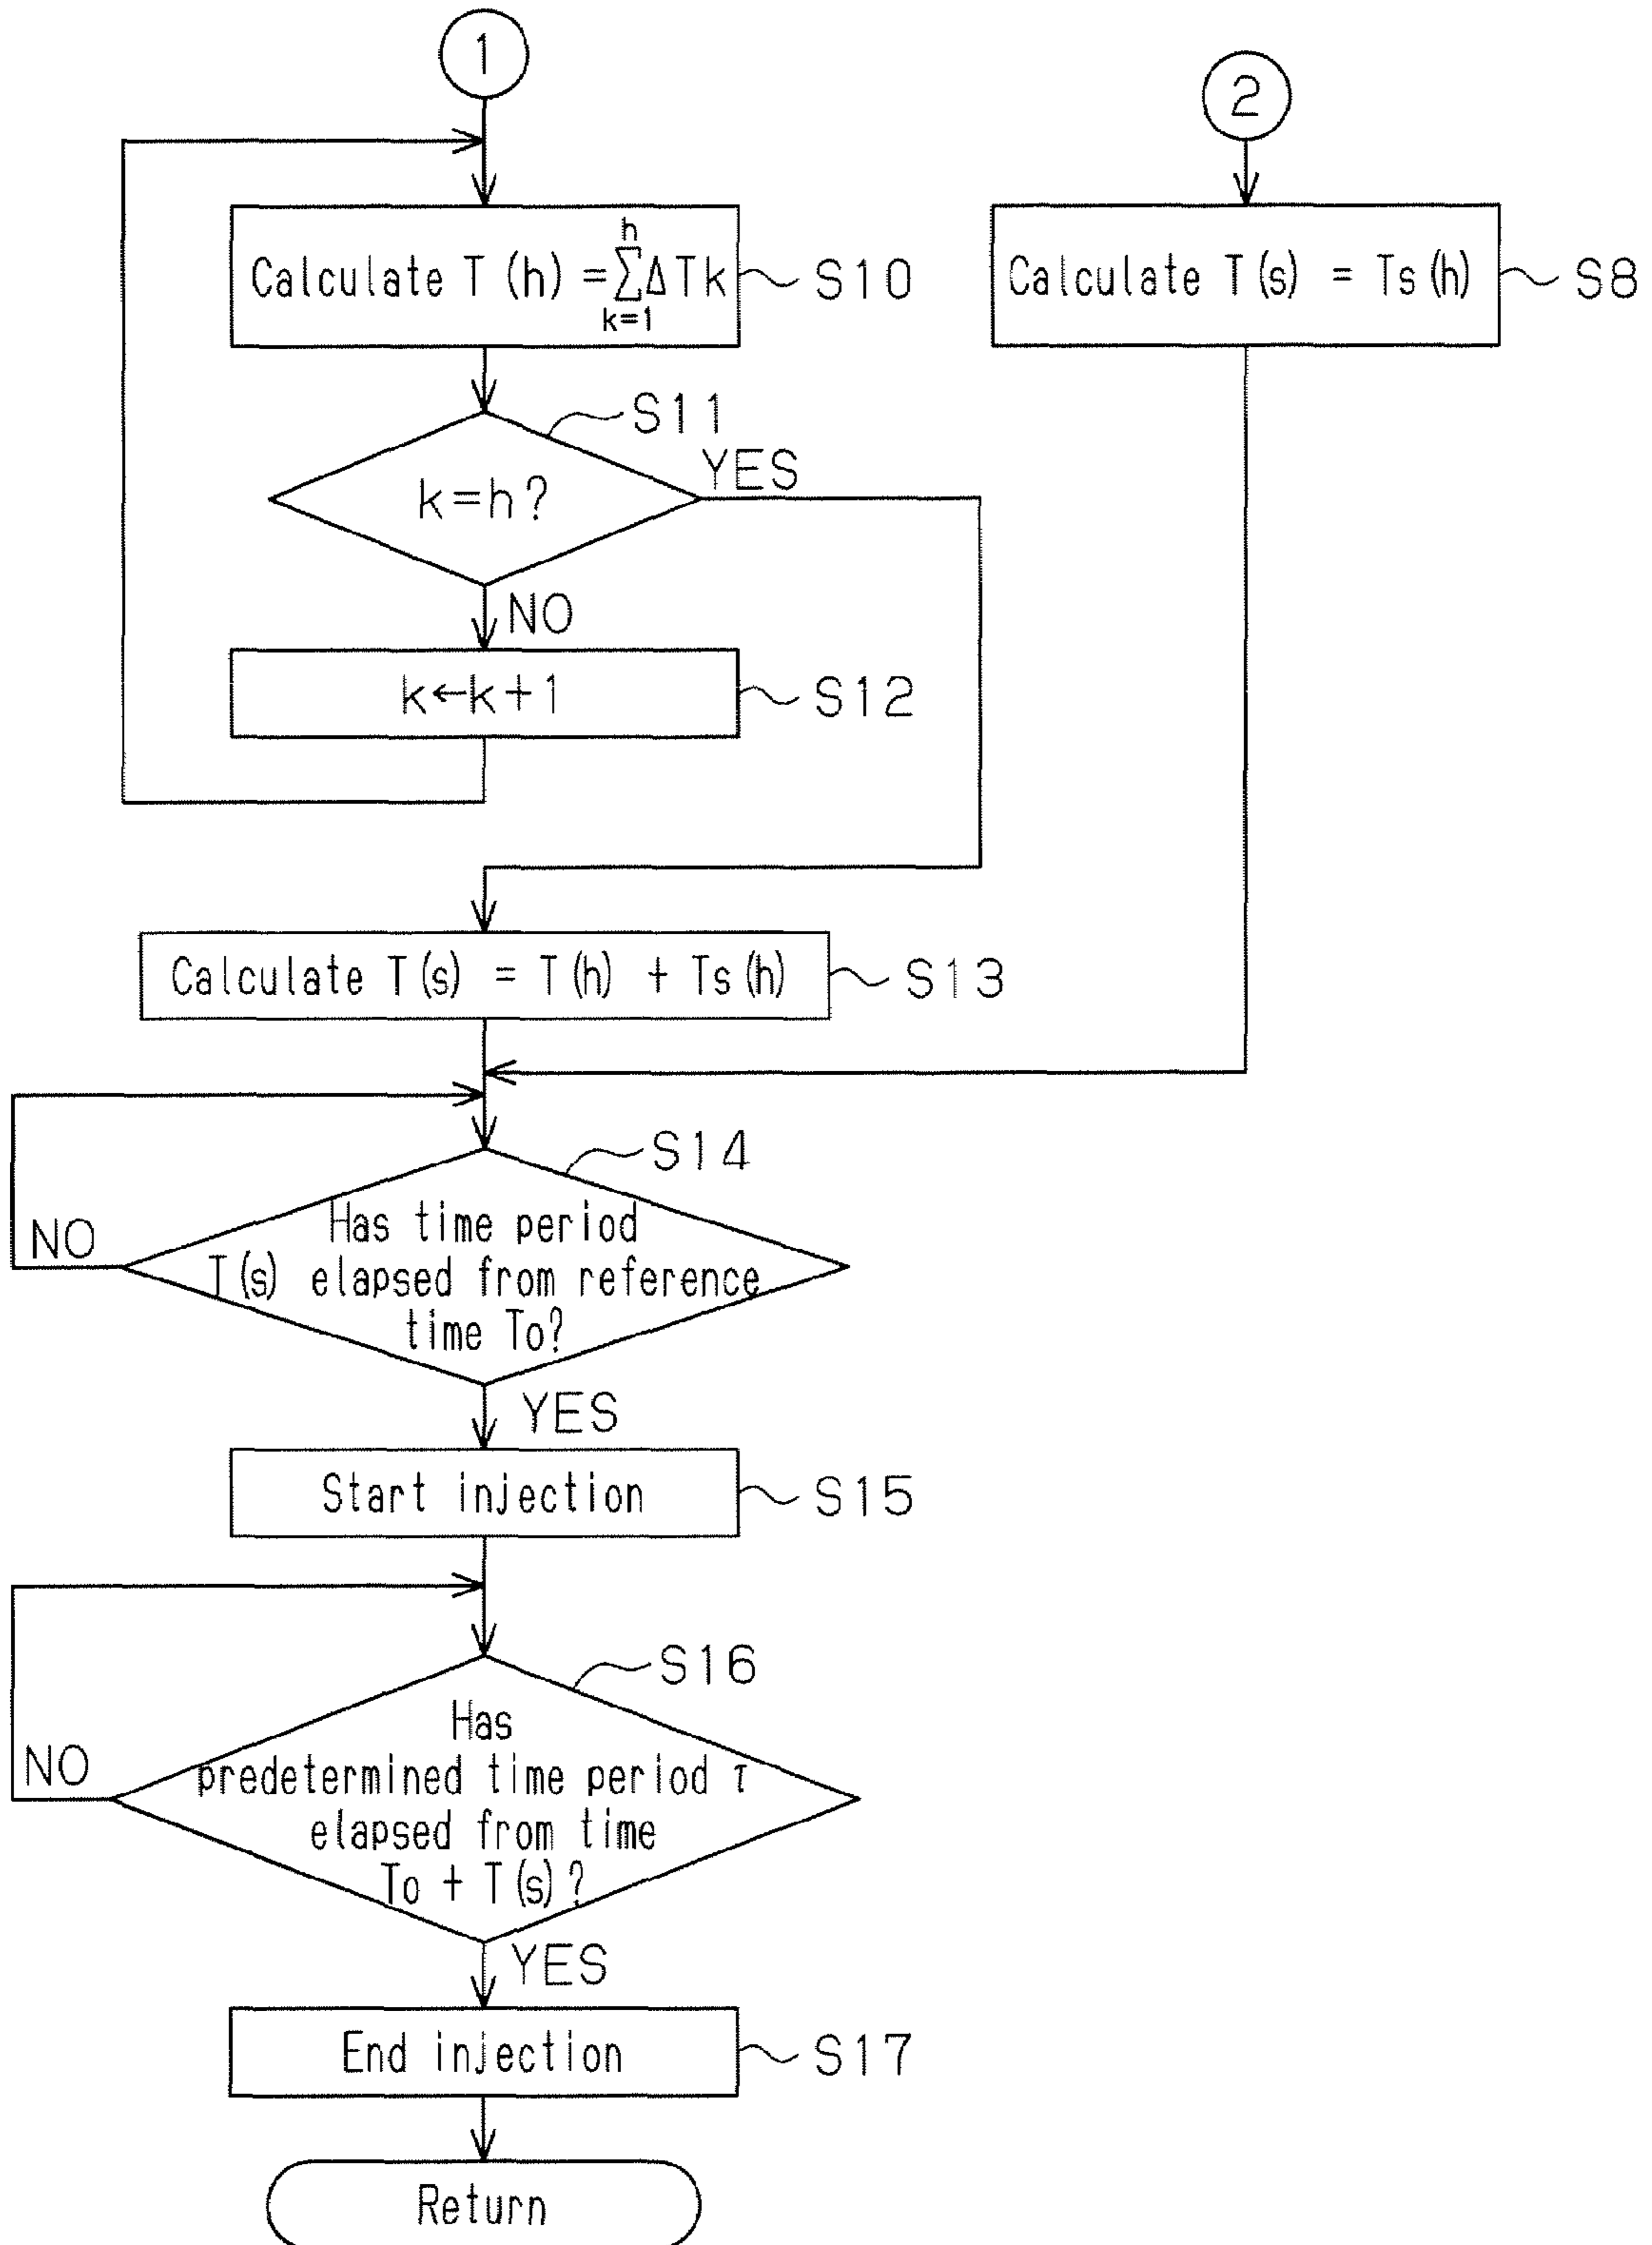 1
2
Calculate T (h) = h∑k=1 ΔTk
S10
Calculate T(s) = Ts(h)
S8
S11
k=h?
YES
NO
k←k+1
S12
Calculate T(s) = T(h) + Ts(h)
S13
S14
Has time period
T(s) elapsed from reference
time To?
NO
YES
Start injection
S15
S16
Has
predetermined time period τ
elapsed from time
To + T(s)?
NO
YES
End injection
S17
Return